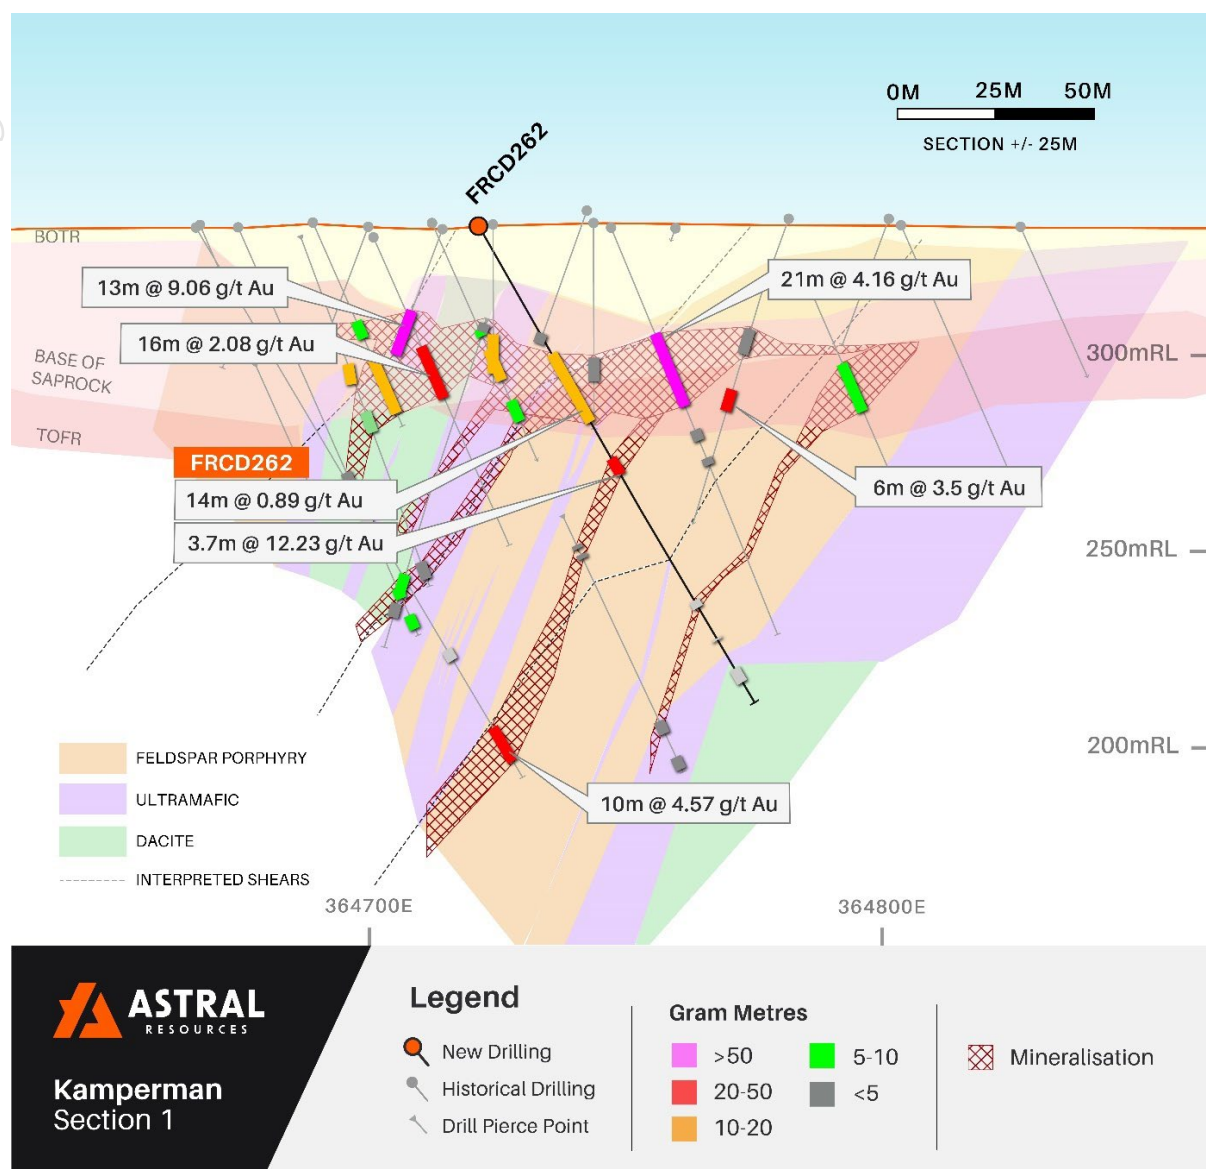 0M 25M 50M
SECTION +/- 25M
FRCD262
BOTR
13m @ 9.06 g/t Au
21m @ 4.16 g/t Au
16m @ 2.08 g/t Au
BASE OF
SAPROCK
300mRL
TOFR
FRCD262
14m @ 0.89 g/t Au
6m @ 3.5 g/t Au
3.7m @ 12.23 g/t Au
250mRL
200mRL
FELDSPAR PORPHYRY
10m @ 4.57 g/t Au
ULTRAMAFIC
DACITE
INTERPRETED SHEARS
364700E
364800E
ASTRAL
RESOURCES
Kamperman
Section 1
Legend
New Drilling
Historical Drilling
Drill Pierce Point
Gram Metres
>50
20-50
10-20
5-10
<5
Mineralisation